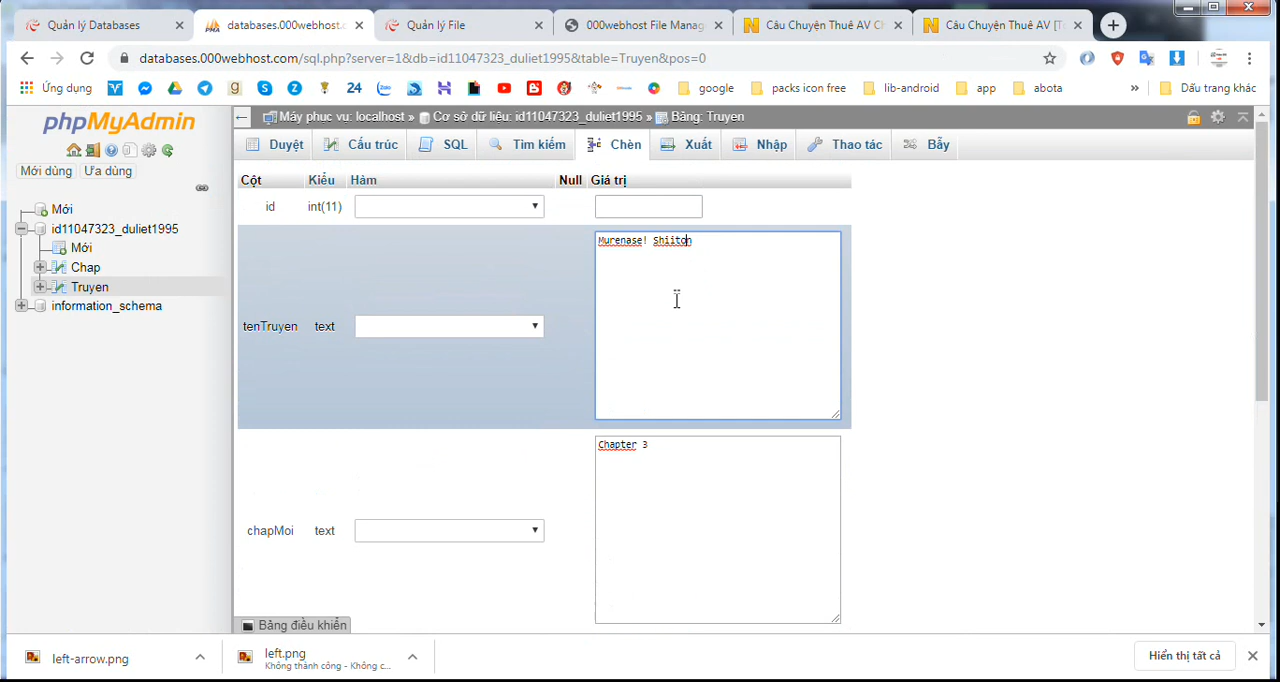 Quản lý Databases
databases.000webhost.c
Quản lý File
000webhost File Manag
Câu Chuyện Thuê AV Ch
Câu Chuyện Thuê AV [T
databases.000webhost.com/sql.php?server=1&db=id11047323_duliet1995&table=Truyen&pos=0
Ứng dụng
24
google
packs icon free
lib-android
app
abota
»
Dấu trang khác
phpMyAdmin
Mới dùng Ưa dùng
Mới
id11047323_duliet1995
Mới
Chap
Truyen
information_schema
Máy phục vụ: localhost » Cơ sở dữ liệu: id11047323_duliet1995 » Bảng: Truyen
Duyệt Cấu trúc SQL Tìm kiếm Chèn Xuất Nhập Thao tác Bẫy
Cột Kiểu Hàm Null Giá trị
id int(11)
Murenase! Shiiton
tenTruyen text
Chapter 3
chapMoi text
Bảng điều khiển
left-arrow.png
left.png
Không thành công - Không c...
Hiển thị tất cả